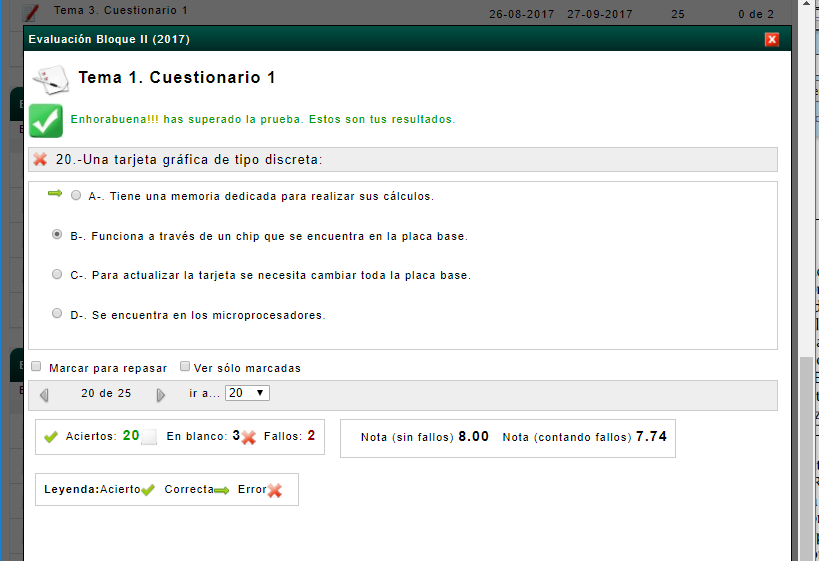 Tema 3. Cuestionario 1 26-08-2017 27-09-2017 25 0 de 2
Evaluación Bloque II (2017)
Tema 1. Cuestionario 1
Enhorabuena!!! has superado la prueba. Estos son tus resultados.
20.-Una tarjeta gráfica de tipo discreta:
A-. Tiene una memoria dedicada para realizar sus cálculos.
B-. Funciona a través de un chip que se encuentra en la placa base.
C-. Para actualizar la tarjeta se necesita cambiar toda la placa base.
D-. Se encuentra en los microprocesadores.
Marcar para repasar Ver sólo marcadas
20 de 25 ir a... 20
Aciertos: 20 En blanco: 3 Fallos: 2 Nota (sin fallos) 8.00 Nota (contando fallos) 7.74
Leyenda:Acierto Correcta Error